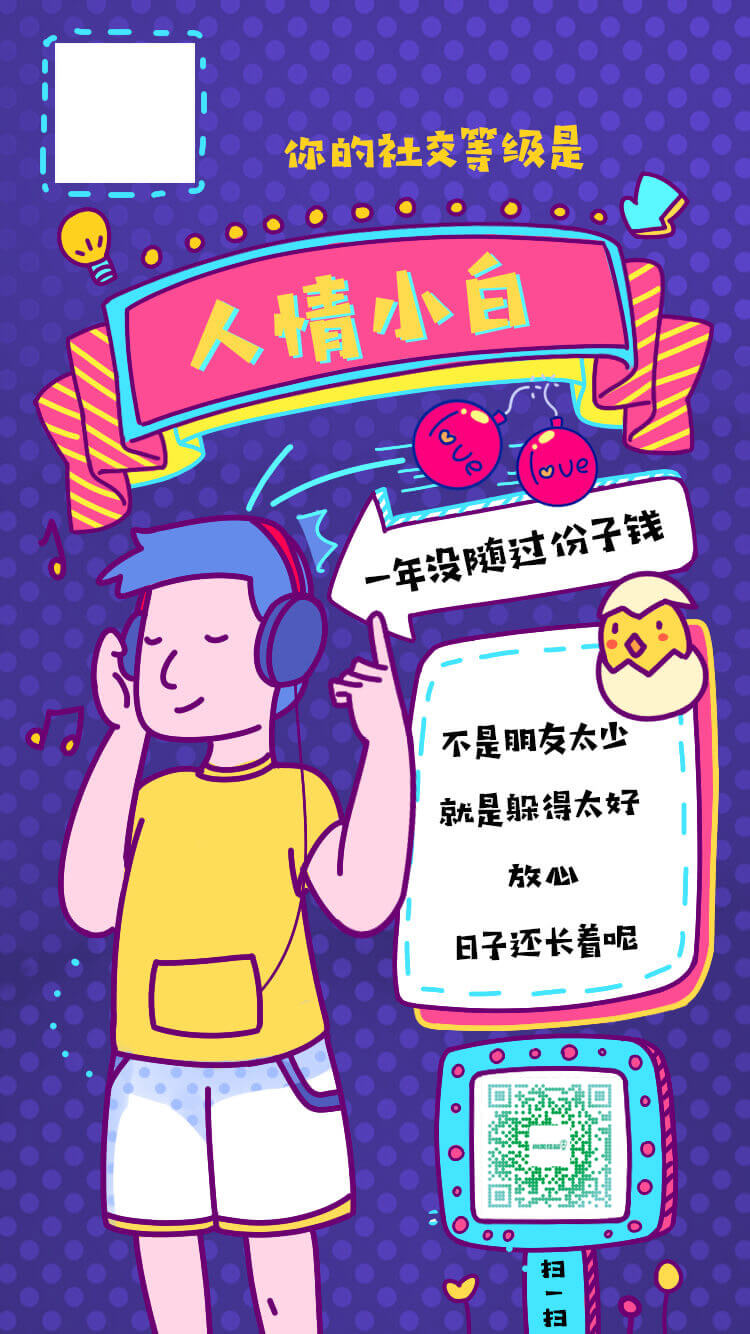 你的社交等级是
人情小白
love
love
一年没随过份子钱
不是朋友太少
就是躲得太好
放心
日子还长着呢
扫一扫